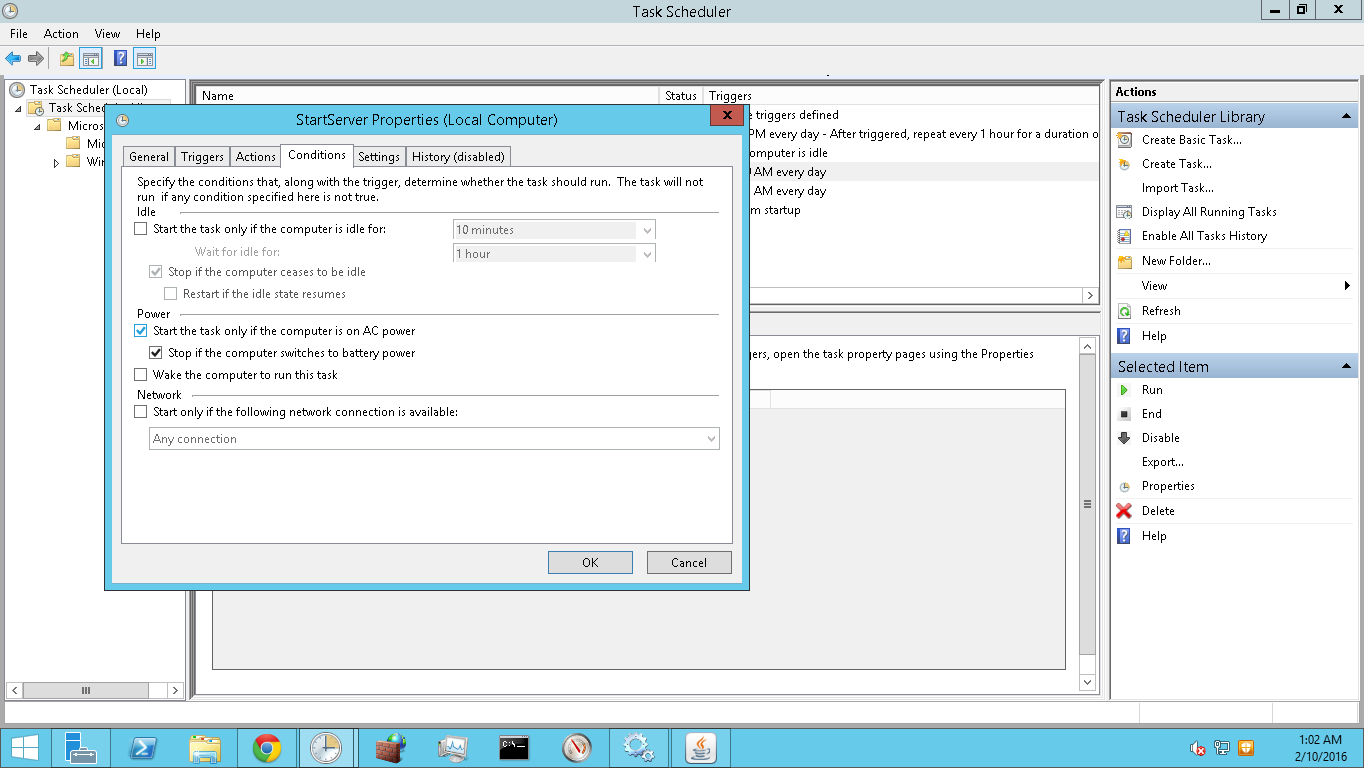 Task Scheduler
File Action View Help
Task Scheduler (Local)
Name Status Triggers
Actions
StartServer Properties (Local Computer)
triggers defined
PM every day - After triggered, repeat every 1 hour for a duration
computer is idle
AM every day
AM every day
startup
General Triggers Actions Conditions Settings History (disabled)
Specify the conditions that, along with the trigger, determine whether the task should run. The task will not
run if any condition specified here is not true.
Idle
Start the task only if the computer is idle for: 10 minutes
Wait for idle for: 1 hour
Stop if the computer ceases to be idle
Restart if the idle state resumes
Power
Start the task only if the computer is on AC power
Stop if the computer switches to battery power
Wake the computer to run this task
Network
Start only if the following network connection is available:
Any connection
OK Cancel
open the task property pages using the Properties
Task Scheduler Library
Create Basic Task...
Create Task...
Import Task...
Display All Running Tasks
Enable All Tasks History
New Folder...
View
Refresh
Help
Selected Item
Run
End
Disable
Export...
Properties
Delete
Help
C:\
1:02 AM
2/10/2016